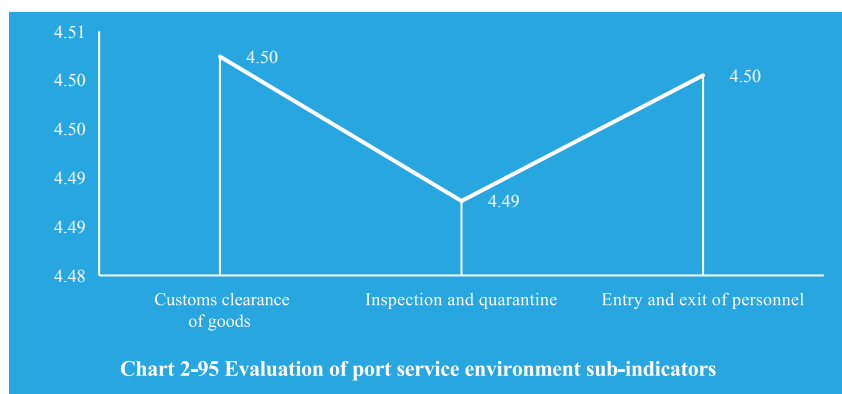 4.51
4.50
4.50
4.49
4.49
4.48
4.50
4.49
4.50
Customs clearance
of goods
Inspection and quarantine
Entry and exit of personnel
Chart 2-95 Evaluation of port service environment sub-indicators